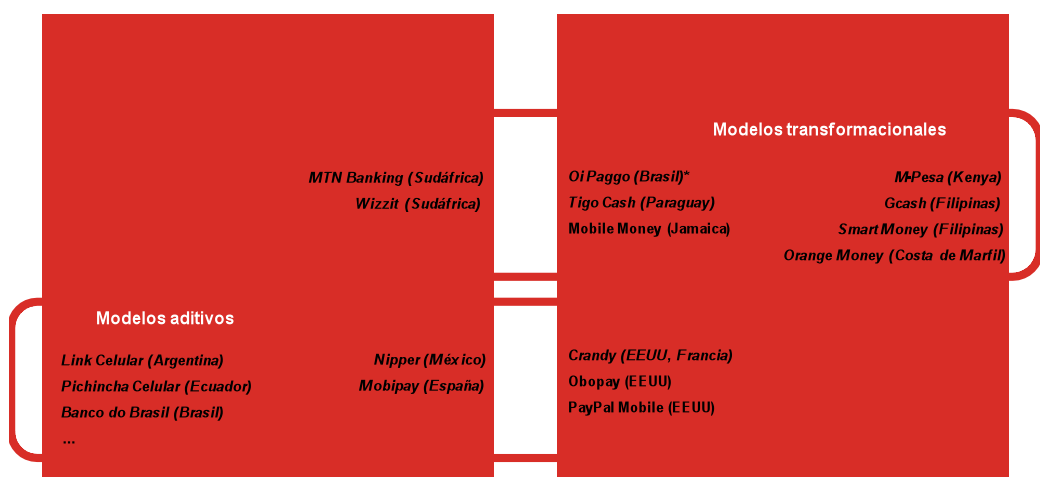 Modelos transformacionales
MTN Banking (Sudáfrica)
Wizzit (Sudáfrica)
Oi Paggo (Brasil)*
Tigo Cash (Paraguay)
Mobile Money (Jamaica)
M-Pesa (Kenya)
Gcash (Filipinas)
Smart Money (Filipinas)
Orange Money (Costa de Marfil)
Modelos aditivos
Link Celular (Argentina)
Pichincha Celular (Ecuador)
Banco do Brasil (Brasil)
...
Nipper (México)
Mobipay (España)
Crandy (EEUU, Francia)
Obopay (EEUU)
PayPal Mobile (EEUU)